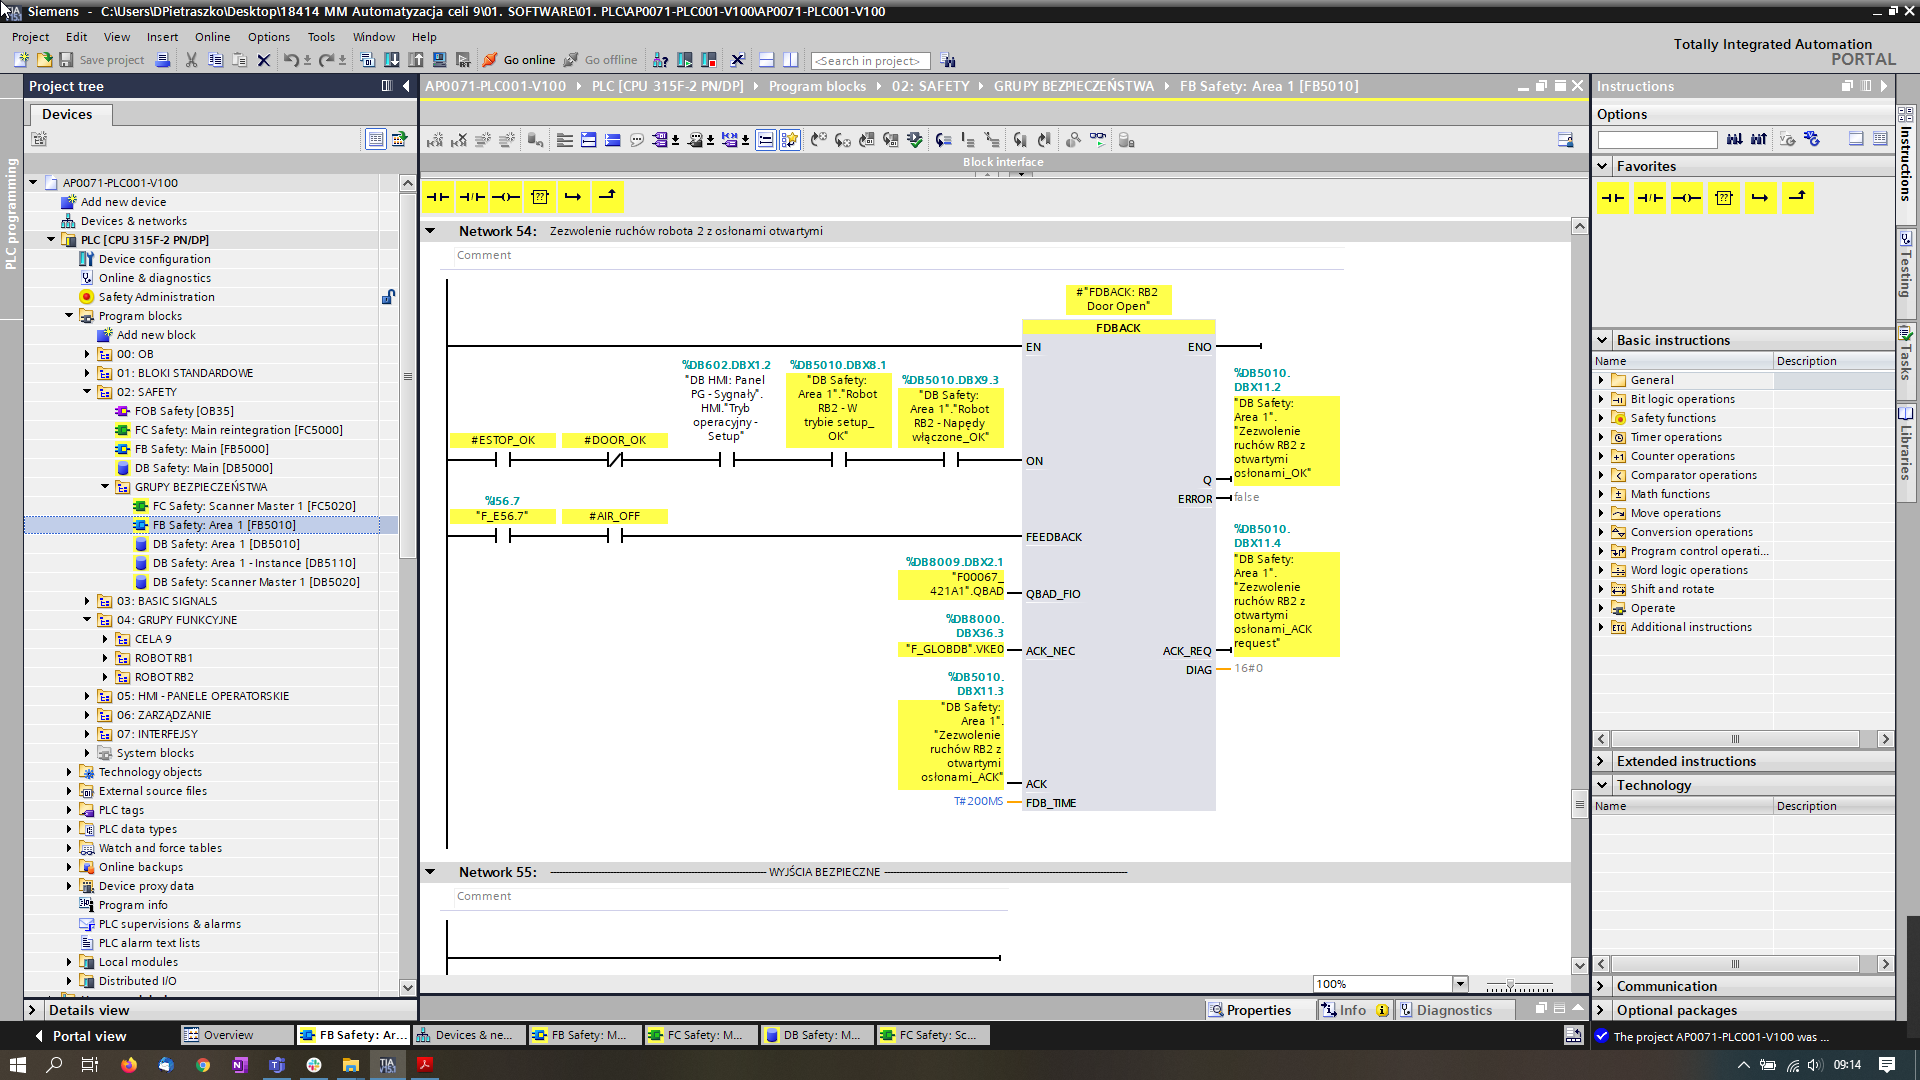 Siemens - C:\Users\DPietraszko\Desktop\18414 MM Automatyzacja celi 9\01. SOFTWARE\01. PLC\AP0071-PLC001-V100\AP0071-PLC001-V100
Project Edit View Insert Online Options Tools Window Help
Totally Integrated Automation
PORTAL
Save project
Go online
Go offline
<Search in project>
Project tree
AP0071-PLC001-V100 PLC [CPU 315F-2 PN/DP] Program blocks 02: SAFETY GRUPY BEZPIECZEŃSTWA FB Safety: Area 1 [FB5010]
Devices
PLC programming
AP0071-PLC001-V100
Add new device
Devices & networks
PLC [CPU 315F-2 PN/DP]
Device configuration
Online & diagnostics
Safety Administration
Program blocks
Add new block
00: OB
01: BLOKI STANDARDOWE
02: SAFETY
FOB Safety [OB35]
FC Safety: Main reintegration [FC5000]
FB Safety: Main [FB5000]
DB Safety: Main [DB5000]
GRUPY BEZPIECZEŃSTWA
FC Safety: Scanner Master 1 [FC5020]
FB Safety: Area 1 [FB5010]
DB Safety: Area 1 [DB5010]
DB Safety: Area 1 - Instance [DB5110]
DB Safety: Scanner Master 1 [DB5020]
03: BASIC SIGNALS
04: GRUPY FUNKCYJNE
CELA 9
ROBOT RB1
ROBOT RB2
05: HMI - PANELE OPERATORSKIE
06: ZARZĄDZANIE
07: INTERFEJSY
System blocks
Technology objects
External source files
PLC tags
PLC data types
Watch and force tables
Online backups
Device proxy data
Program info
PLC supervisions & alarms
PLC alarm text lists
Local modules
Distributed I/O
Details view
Block interface
Network 54: Zezwolenie ruchów robota 2 z osłonami otwartymi
Comment
#"FDBACK: RB2
Door Open"
FDBACK
EN
ENO
%DB602.DBX1.2
"DB HMI: Panel
PG - Sygnały".
HMI."Tryb
operacyjny -
Setup"
%DB5010.DBX8.1
"DB Safety:
Area 1"."Robot
RB2 - W
trybie setup_
OK"
%DB5010.DBX9.3
"DB Safety:
Area 1"."Robot
RB2 - Napędy
włączone_OK"
#ESTOP_OK
#DOOR_OK
ON
%DB5010.
DBX11.2
"DB Safety:
Area 1".
"Zezwolenie
ruchów RB2 z
otwartymi
osłonami_OK"
Q
ERROR
false
%I56.7
"F_E56.7"
#AIR_OFF
FEEDBACK
%DB8009.DBX2.1
"F00067_
421A1".QBAD
QBAD_FIO
%DB8000.
DBX36.3
"F_GLOBDB".VKE0
ACK_NEC
%DB5010.
DBX11.4
"DB Safety:
Area 1".
"Zezwolenie
ruchów RB2 z
otwartymi
osłonami_ACK
request"
ACK_REQ
DIAG
16#0
%DB5010.
DBX11.3
"DB Safety:
Area 1".
"Zezwolenie
ruchów RB2 z
otwartymi
osłonami_ACK"
ACK
T#200MS
FDB_TIME
Network 55: WYJŚCIA BEZPIECZNE
Comment
100%
Properties Info Diagnostics
Instructions
Options
Favorites
Basic instructions
Name Description
General
Bit logic operations
Safety functions
Timer operations
Counter operations
Comparator operations
Math functions
Move operations
Conversion operations
Program control operati...
Word logic operations
Shift and rotate
Operate
Additional instructions
Extended instructions
Technology
Name Description
Communication
Optional packages
Instructions
Testing
Tasks
Libraries
Portal view
Overview
FB Safety: Ar...
Devices & ne...
FB Safety: M...
FC Safety: M...
DB Safety: M...
FC Safety: Sc...
The project AP0071-PLC001-V100 was ...
09:14